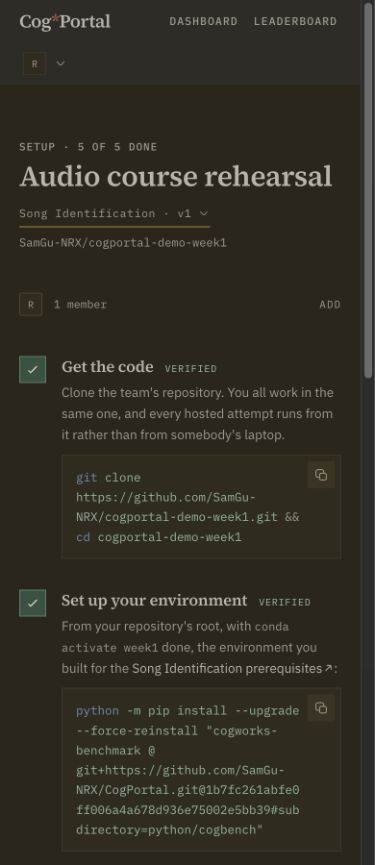 Cog*Portal
DASHBOARD LEADERBOARD
R
SETUP · 5 OF 5 DONE
Audio course rehearsal
Song Identification · v1
SamGu-NRX/cogportal-demo-week1
R 1 member ADD
Get the code VERIFIED
Clone the team's repository. You all work in the
same one, and every hosted attempt runs from
it rather than from somebody's laptop.
git clone
https://github.com/SamGu-
NRX/cogportal-demo-week1.git &&
cd cogportal-demo-week1
Set up your environment VERIFIED
From your repository's root, with conda
activate week1 done, the environment you
built for the Song Identification prerequisites↗:
python -m pip install --upgrade
--force-reinstall "cogworks-
benchmark @
git+https://github.com/SamGu-
NRX/CogPortal.git@1b7fc261abfe0
ff006a4a678d936e75002e5bb39#sub
directory=python/cogbench"